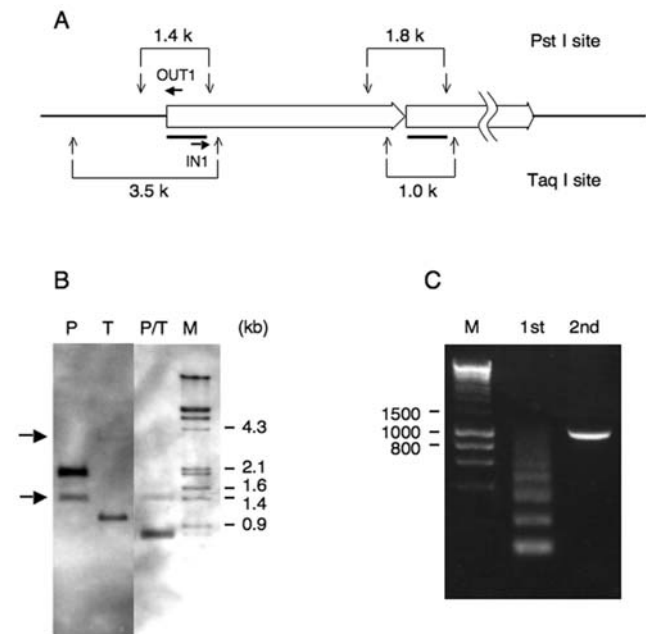 A
1.4 k
1.8 k
Pst I site
OUT1
IN1
Taq I site
3.5 k
1.0 k
B
P T P/T M (kb)
4.3
2.1
1.6
1.4
0.9
C
M 1st 2nd
1500
1000
800